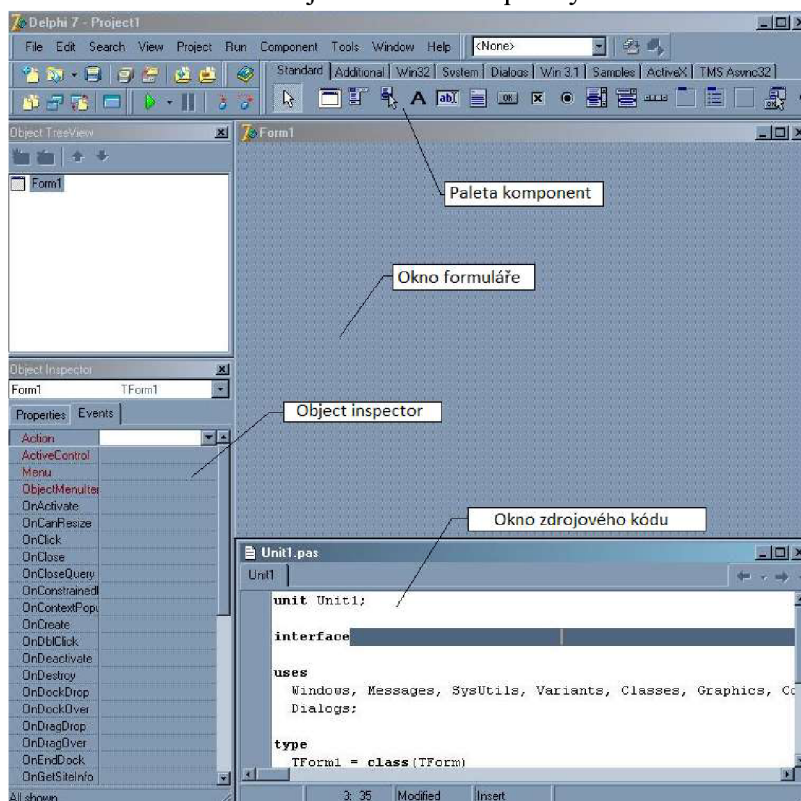 Delphi 7 - Project1
File Edit Search View Project Run Component Tools Window Help <None>
Standard Additional Win32 System Dialogs Win 3.1 Samples ActiveX TMS Async32
Object TreeView
Form1
Form1
Paleta komponent
Okno formuláře
Object Inspector
Form1 TForm1
Properties Events
Object inspector
Action
ActiveControl
Menu
ObjectMenuIter
OnActivate
OnCanResize
OnClick
OnClose
OnCloseQuery
OnConstrainedl
OnContextPopu
OnCreate
OnDblClick
OnDeactivate
OnDestroy
OnDockDrop
OnDockOver
OnDragDrop
OnDragOver
OnEndDock
OnGetSiteInfo
All shown
Okno zdrojového kódu
Unit1.pas
Unit1
unit Unit1;
interface
uses
Windows, Messages, SysUtils, Variants, Classes, Graphics, Co
Dialogs;
type
TForm1 = class(TForm)
3: 35 Modified Insert